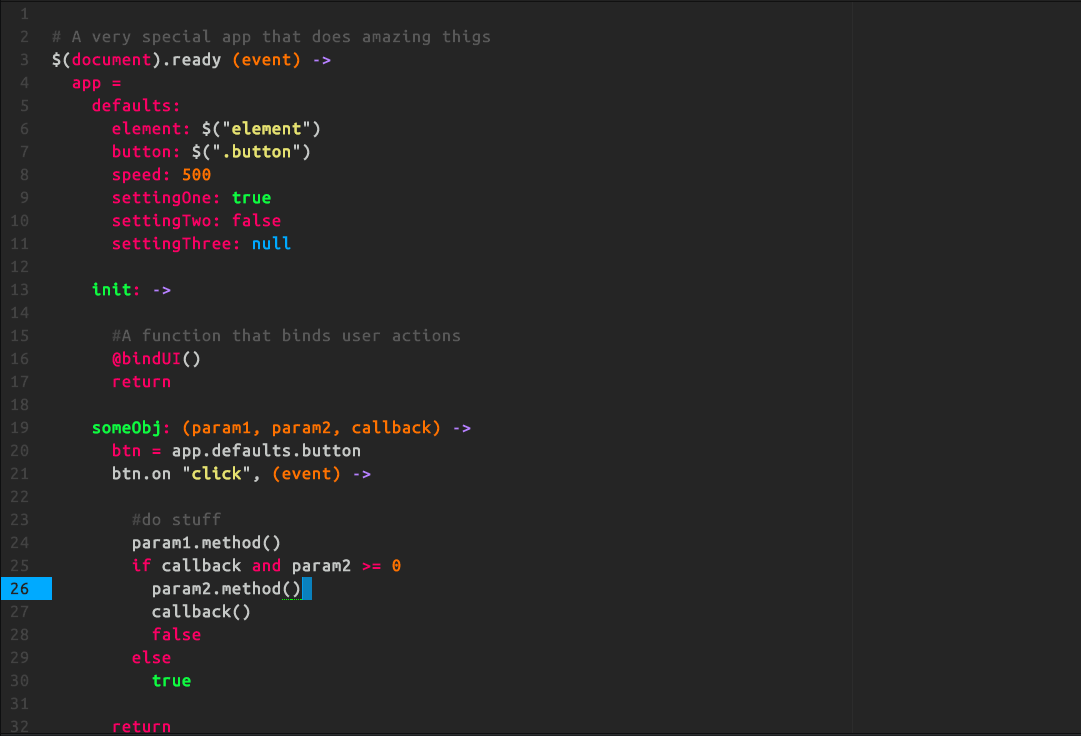 1
2 # A very special app that does amazing thigs
3 $(document).ready (event) ->
4   app =
5     defaults:
6       element: $("element")
7       button: $(".button")
8       speed: 500
9       settingOne: true
10       settingTwo: false
11       settingThree: null
12
13     init: ->
14
15       #A function that binds user actions
16       @bindUI()
17       return
18
19     someObj: (param1, param2, callback) ->
20       btn = app.defaults.button
21       btn.on "click", (event) ->
22
23         #do stuff
24         param1.method()
25         if callback and param2 >= 0
26           param2.method()
27           callback()
28           false
29         else
30           true
31
32       return